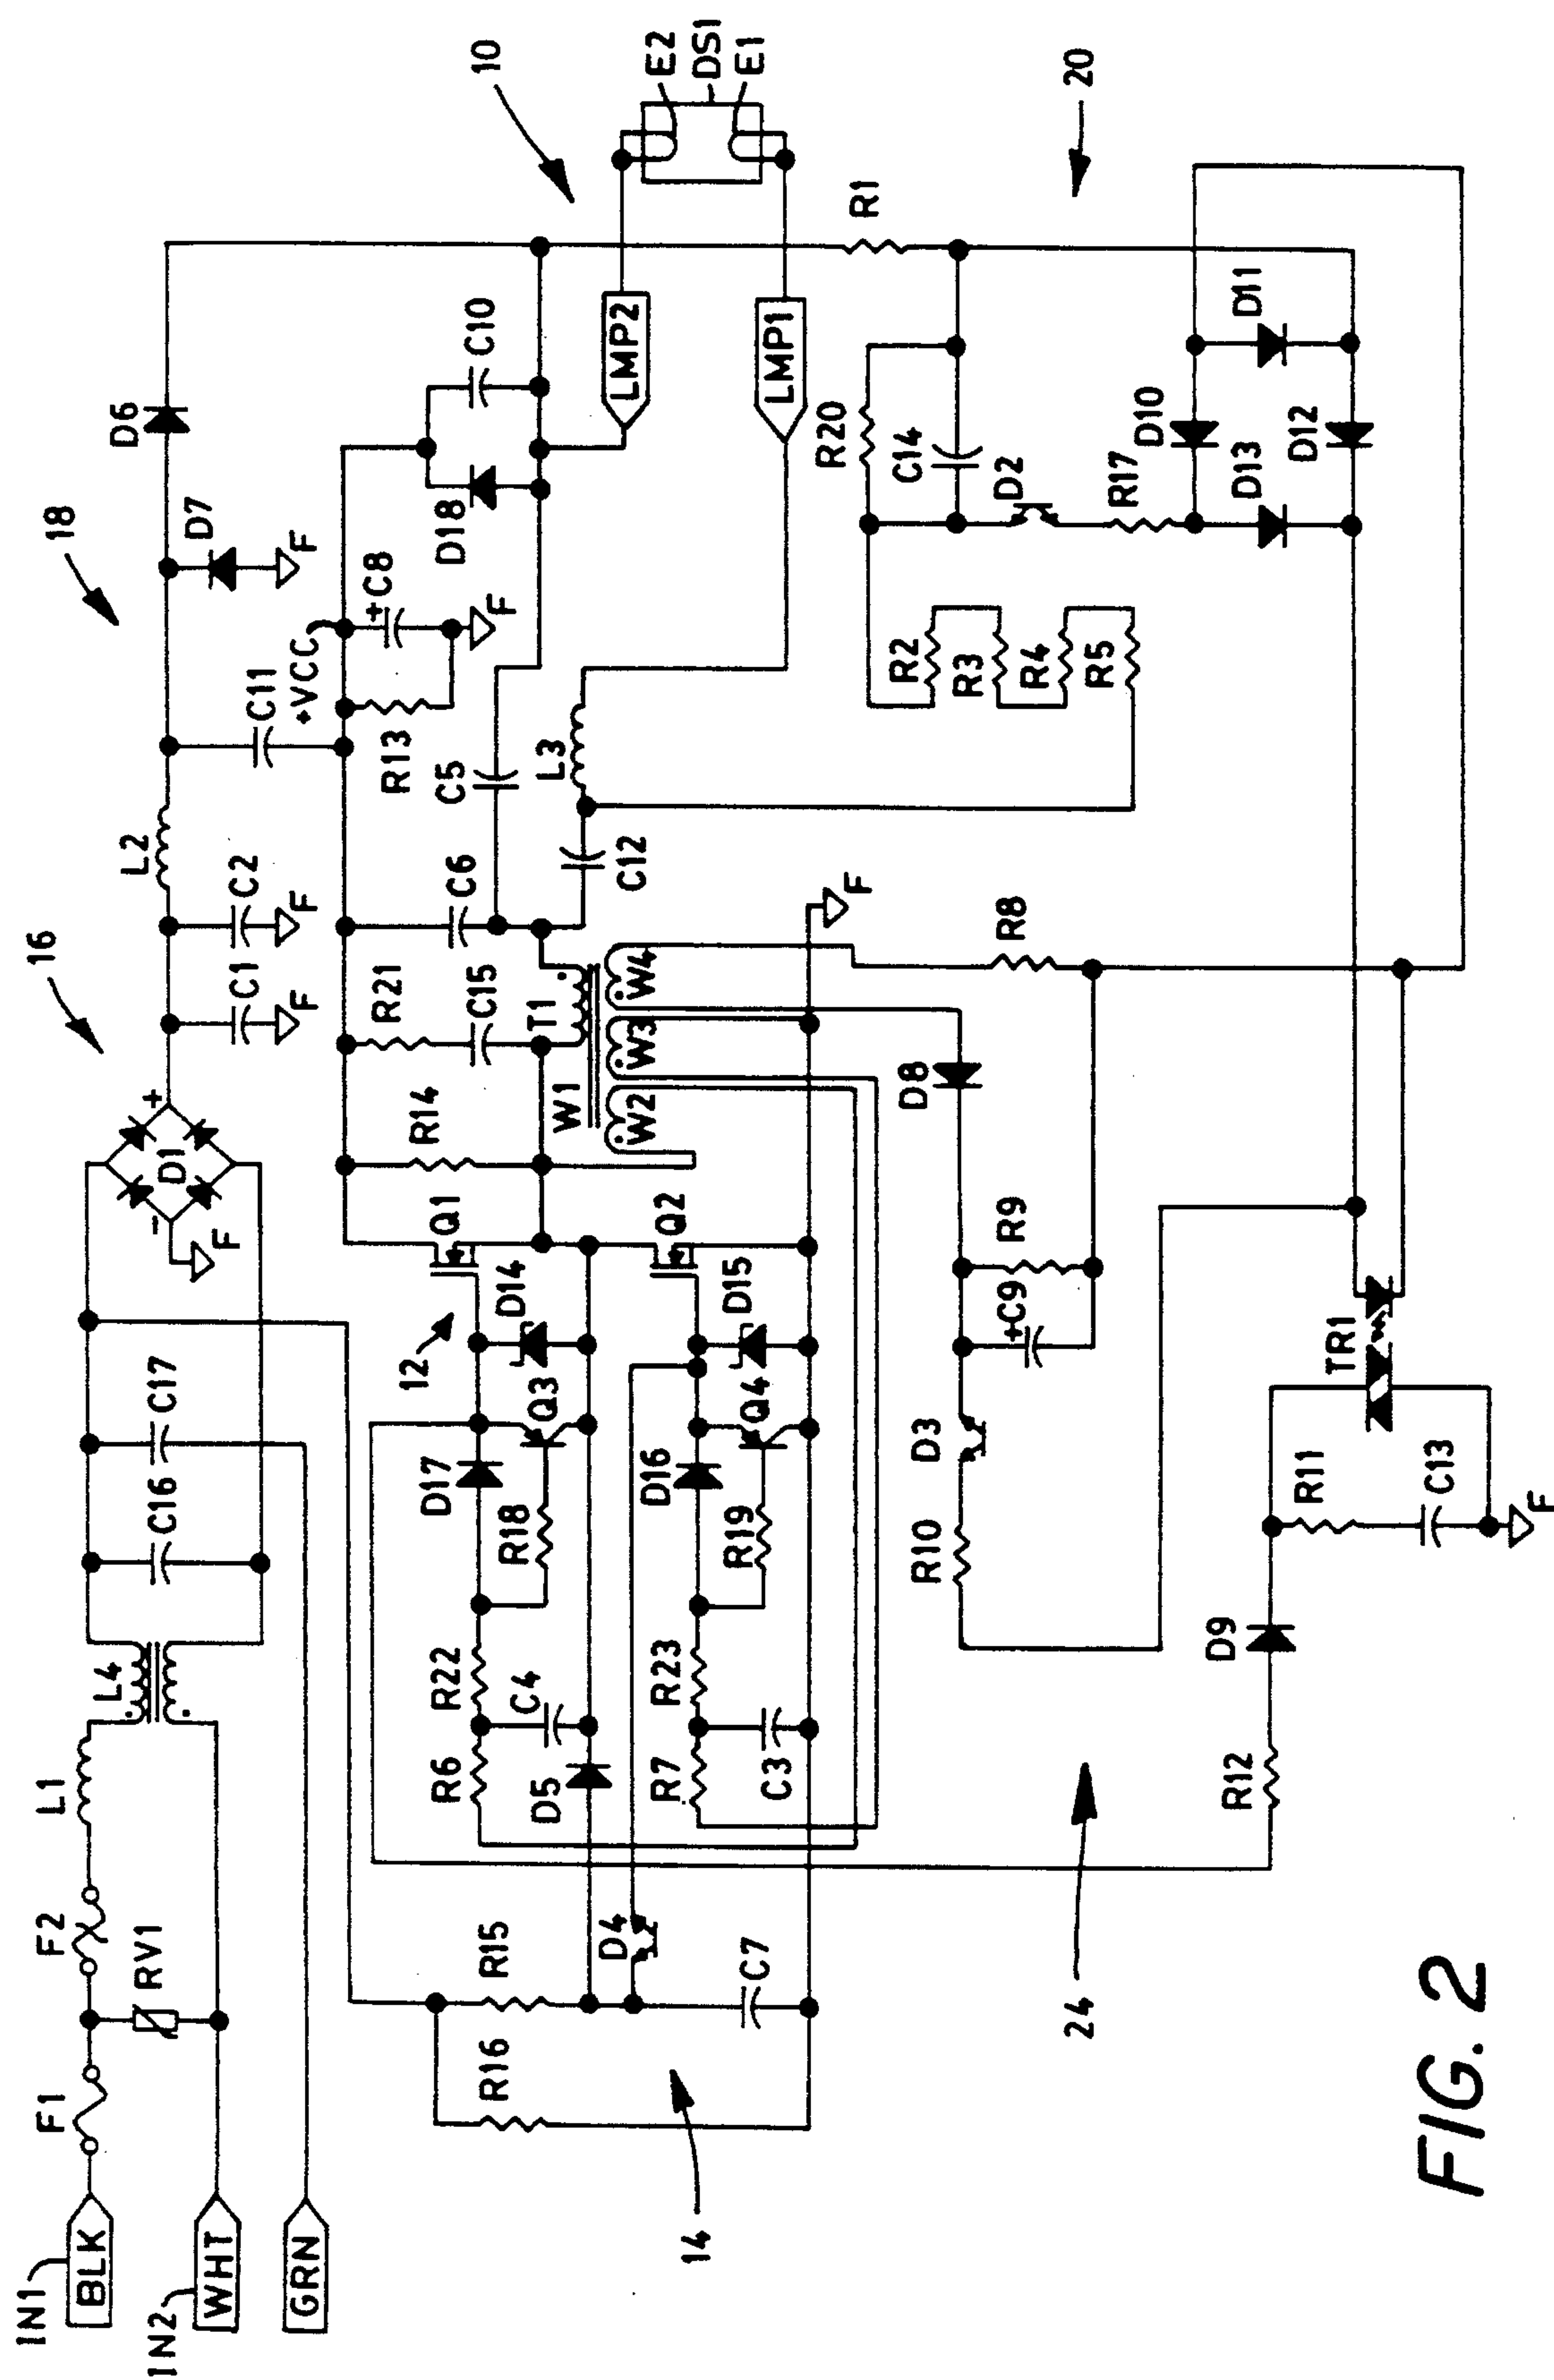 IN1
BLK
F1
F2
RV1
L1
L4
C16
C17
IN2
WHT
GRN
16
D1
+
-
F
C1
F
C2
F
L2
18
C11
D7
F
D6
+VCC
R13
+
C8
F
D18
C10
10
LMP2
LMP1
E2
DS1
E1
R14
R21
C15
C6
C5
C12
L3
T1
W1
W2
W3
W4
F
12
Q1
Q2
D14
D15
Q3
Q4
D17
D16
R18
R19
R22
R23
C4
C3
R6
R7
D5
D4
R15
R16
C7
14
R1
20
R20
C14
D2
R17
D10
D11
D13
D12
R2
R3
R4
R5
R8
D8
R9
+
C9
D3
R10
TR1
R11
C13
F
D9
R12
24
FIG. 2